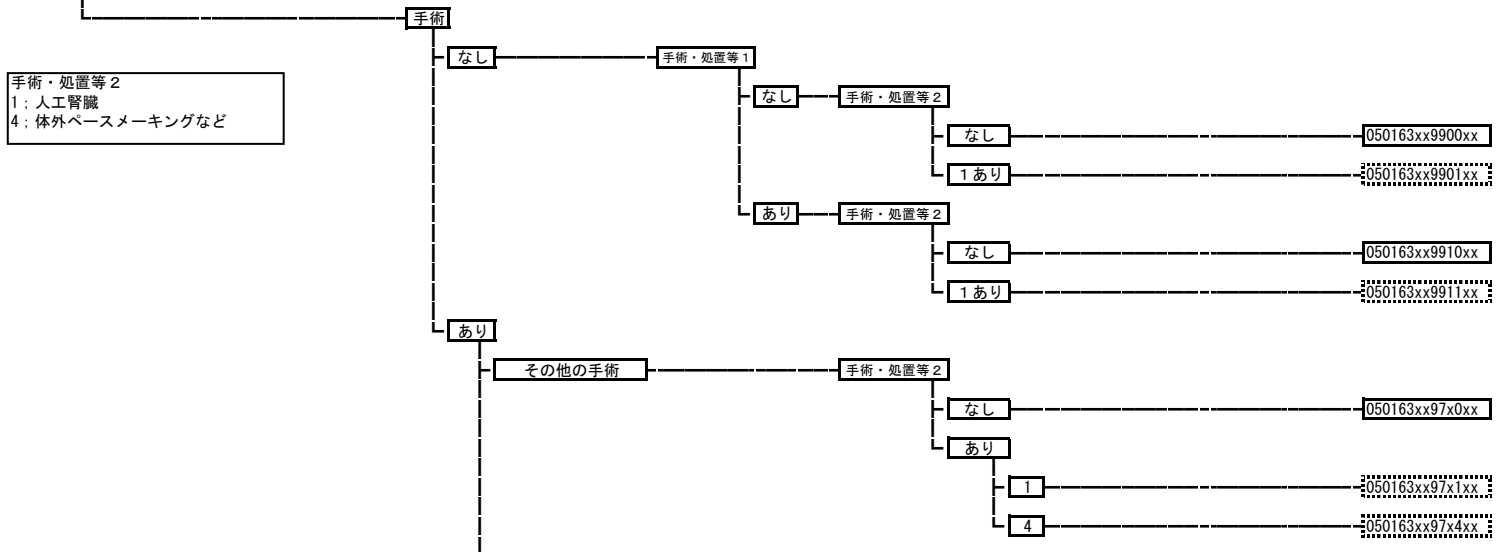 手術
なし
手術・処置等1
手術・処置等2
1；人工腎臓
4；体外ペースメーキングなど
なし
手術・処置等2
なし
050163xx9900xx
1あり
050163xx9901xx
あり
手術・処置等2
なし
050163xx9910xx
1あり
050163xx9911xx
あり
その他の手術
手術・処置等2
なし
050163xx97x0xx
あり
1
050163xx97x1xx
4
050163xx97x4xx